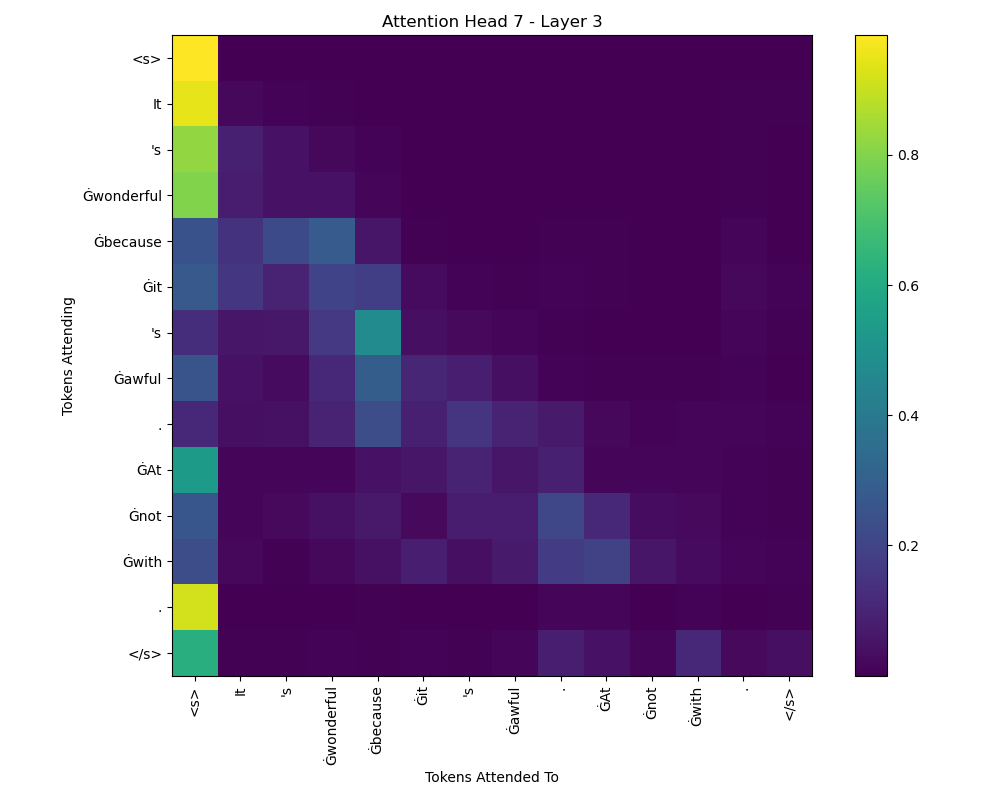 Attention Head 7 - Layer 3
<s>
It
's
Ġwonderful
Ġbecause
Ġit
's
Ġawful
.
ĠAt
Ġnot
Ġwith
.
</s>
Tokens Attending
<s>
It
's
Ġwonderful
Ġbecause
Ġit
's
Ġawful
.
ĠAt
Ġnot
Ġwith
.
</s>
Tokens Attended To
0.8
0.6
0.4
0.2